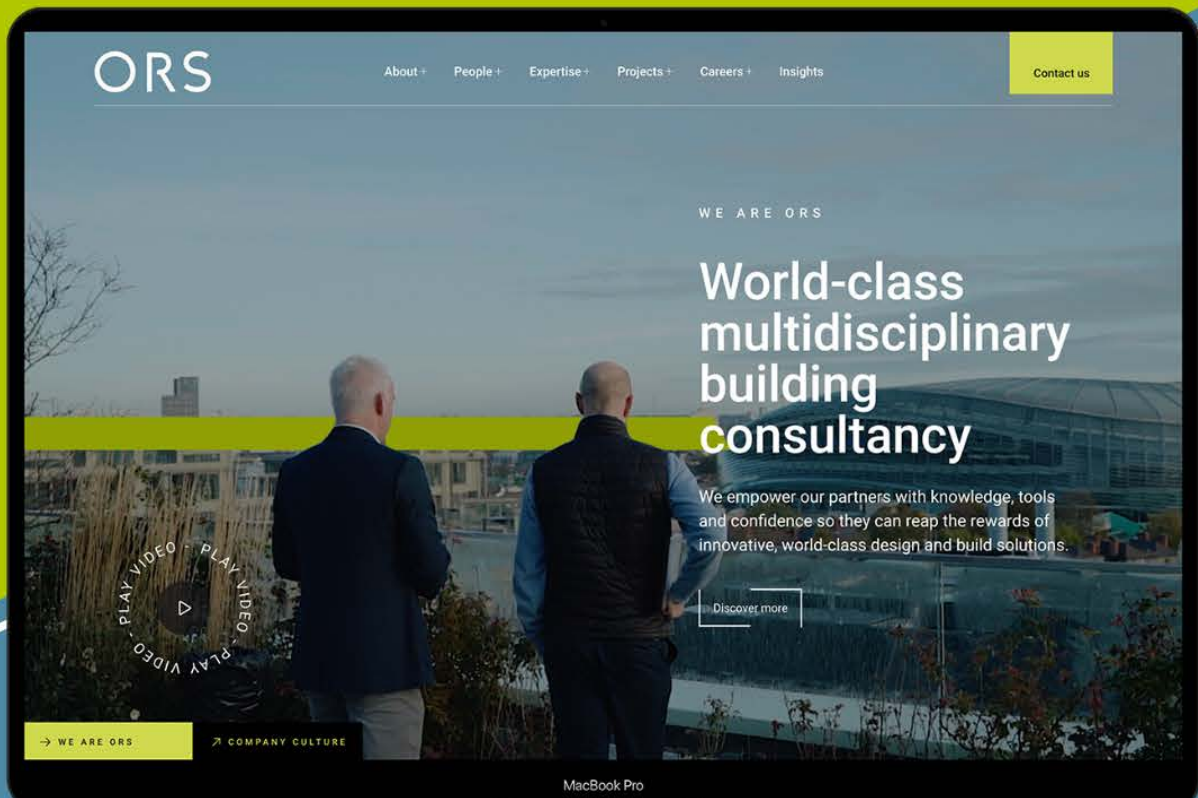 ORS
About +
People +
Expertise +
Projects +
Careers +
Insights
Contact us
WE ARE ORS
World-class
multidisciplinary
building
consultancy
We empower our partners with knowledge, tools
and confidence so they can reap the rewards of
innovative, world-class design and build solutions.
Discover more
PLAY VIDEO - PLAY VIDEO - PLAY VIDEO -
→ WE ARE ORS
↗ COMPANY CULTURE
MacBook Pro